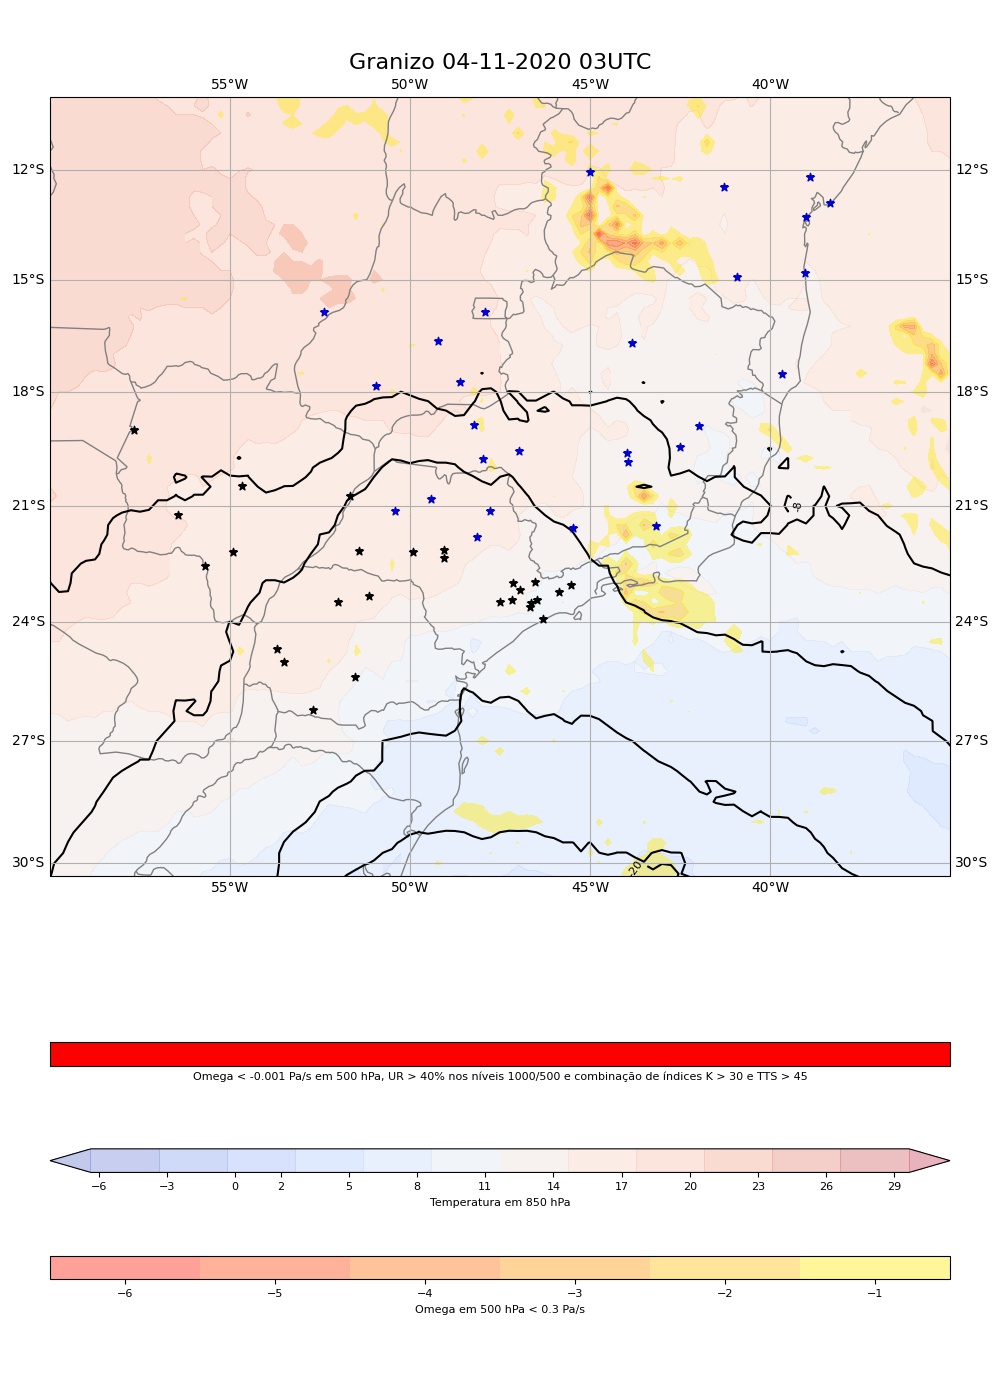 Granizo 04-11-2020 03UTC
55°W 50°W 45°W 40°W
12°S 12°S
15°S 15°S
18°S 18°S
21°S -8 21°S
24°S 24°S
27°S 27°S
30°S -20 30°S
55°W 50°W 45°W 40°W
Omega < -0.001 Pa/s em 500 hPa, UR > 40% nos níveis 1000/500 e combinação de índices K > 30 e TTS > 45
−6 −3 0 2 5 8 11 14 17 20 23 26 29
Temperatura em 850 hPa
−6 −5 −4 −3 −2 −1
Omega em 500 hPa < 0.3 Pa/s